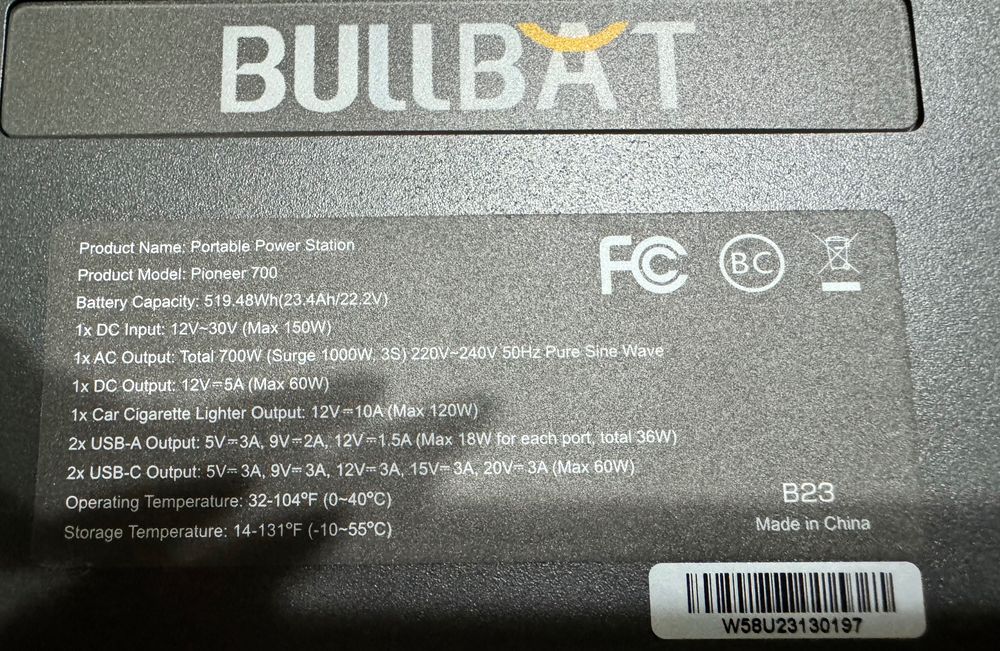 BULLBAT
Product Name: Portable Power Station
Product Model: Pioneer 700
Battery Capacity: 519.48Wh(23.4Ah/22.2V)
1x DC Input: 12V~30V (Max 150W)
1x AC Output: Total 700W (Surge 1000W, 3S) 220V~240V 50Hz Pure Sine Wave
1x DC Output: 12V⎓5A (Max 60W)
1x Car Cigarette Lighter Output: 12V⎓10A (Max 120W)
2x USB-A Output: 5V⎓3A, 9V⎓2A, 12V⎓1.5A (Max 18W for each port, total 36W)
2x USB-C Output: 5V⎓3A, 9V⎓3A, 12V⎓3A, 15V⎓3A, 20V⎓3A (Max 60W)
Operating Temperature: 32-104°F (0~40°C)
Storage Temperature: 14-131°F (-10~55°C)
FC
BC
B23
Made in China
W58U23130197